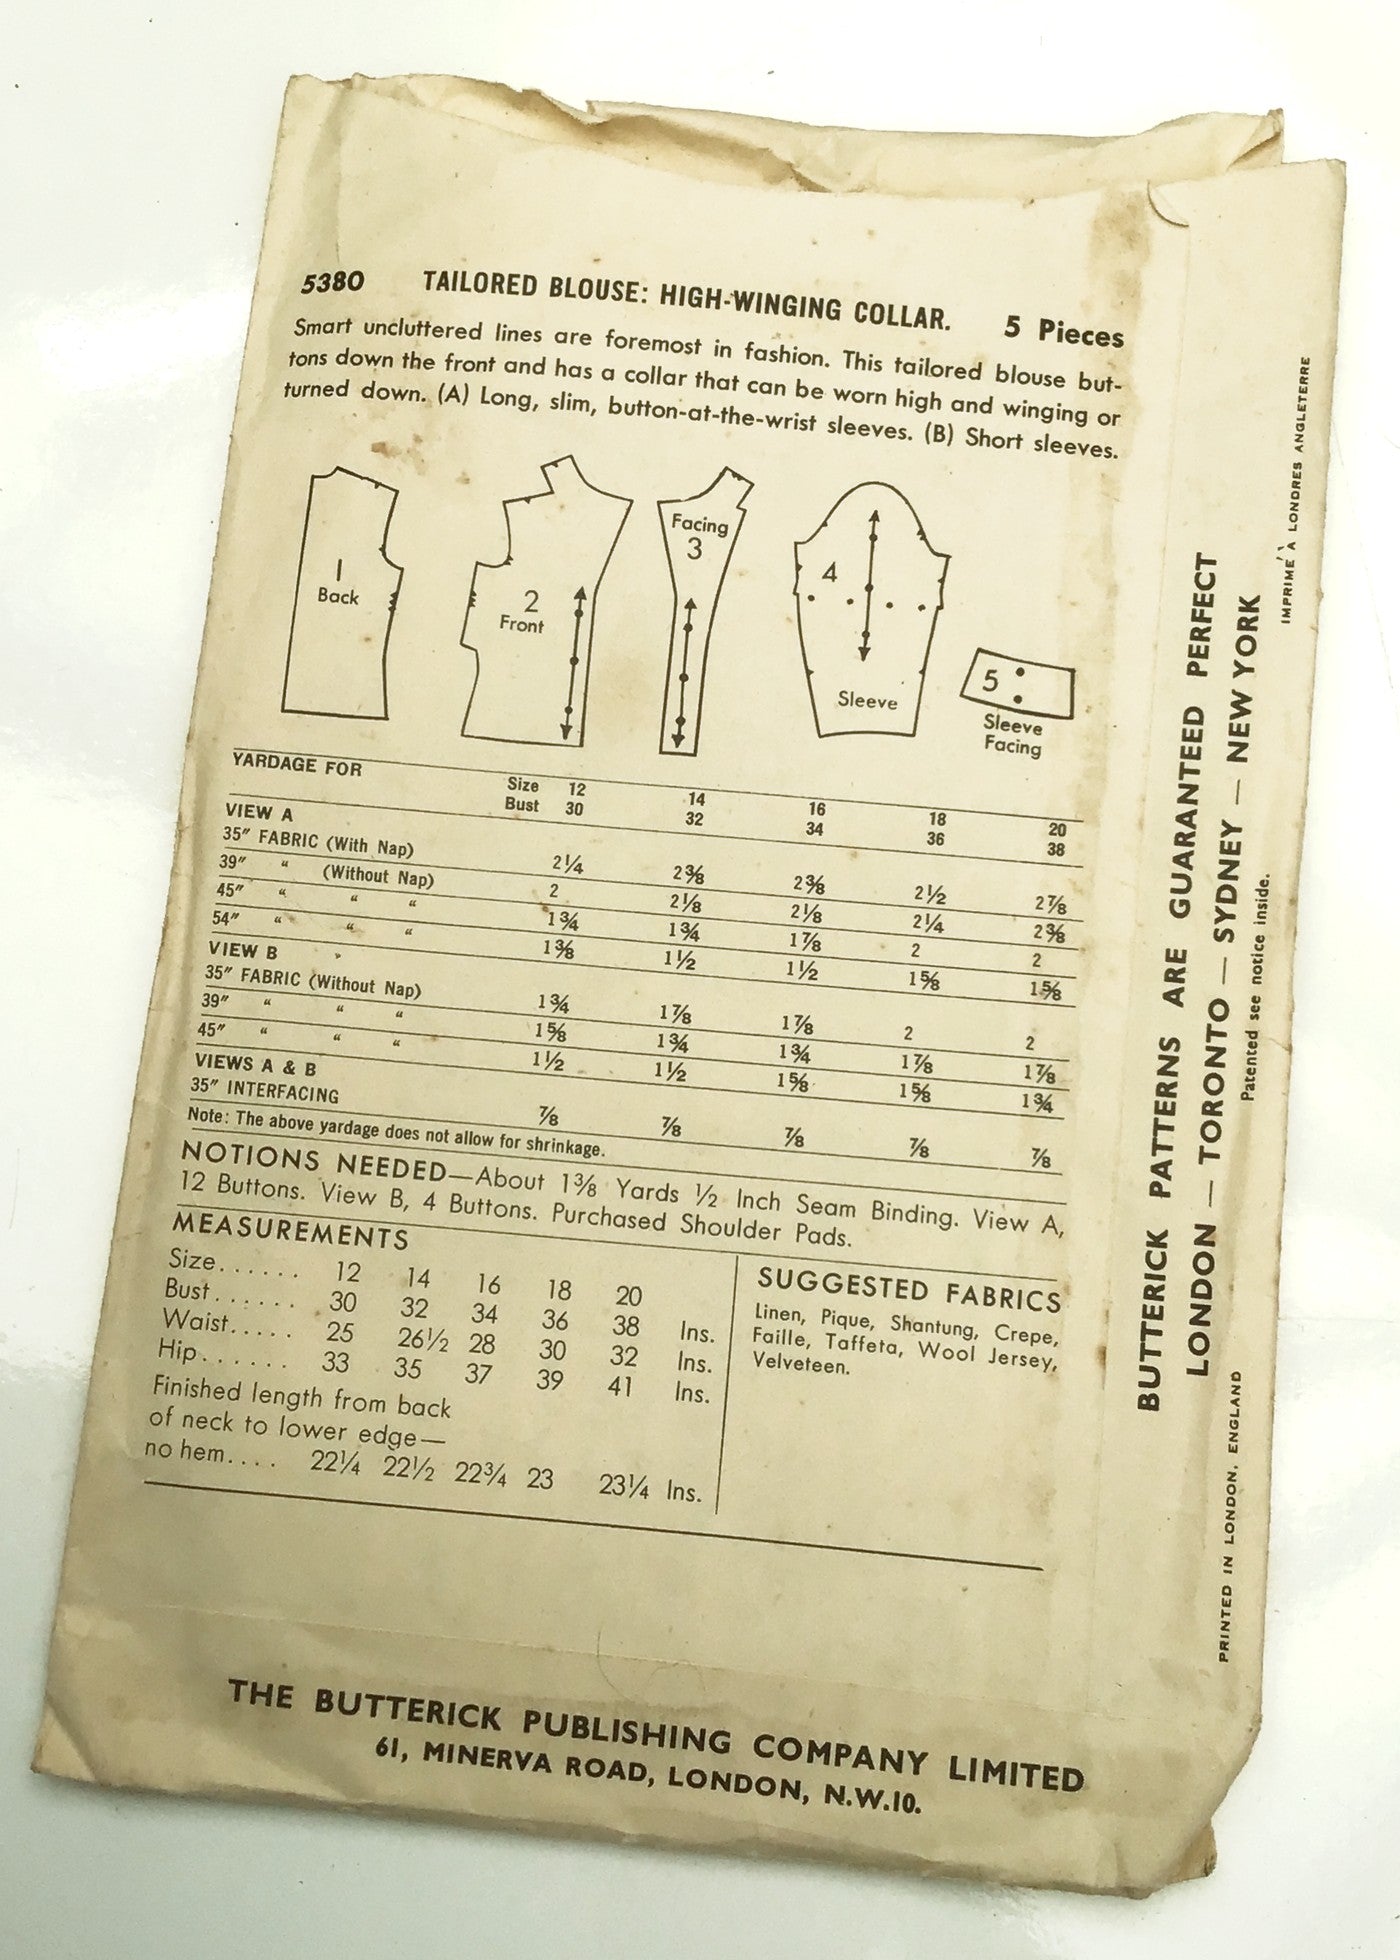 5380 TAILORED BLOUSE: HIGH-WINGING COLLAR. 5 Pieces
Smart uncluttered lines are foremost in fashion. This tailored blouse but-
tons down the front and has a collar that can be worn high and winging or
turned down. (A) Long, slim, button-at-the-wrist sleeves. (B) Short sleeves.
1
Back
2
Front
Facing
3
4
Sleeve
5
Sleeve
Facing
YARDAGE FOR Size 12 14 16 18 20
Bust 30 32 34 36 38
VIEW A
35″ FABRIC (With Nap) 2¼ 2⅜ 2⅜ 2½ 2⅞
39″ “ (Without Nap) 2 2⅛ 2⅛ 2¼ 2⅜
45″ “ “ “ 1¾ 1¾ 1⅞ 2 2
54″ “ “ “ 1⅜ 1½ 1½ 1⅝ 1⅝
VIEW B
35″ FABRIC (Without Nap) 1¾ 1⅞ 1⅞ 2 2
39″ “ “ “ 1⅝ 1¾ 1¾ 1⅞ 1⅞
45″ “ “ “ 1½ 1½ 1⅝ 1⅝ 1¾
VIEWS A & B
35″ INTERFACING ⅞ ⅞ ⅞ ⅞ ⅞
Note: The above yardage does not allow for shrinkage.
NOTIONS NEEDED—About 1⅜ Yards ½ Inch Seam Binding. View A,
12 Buttons. View B, 4 Buttons. Purchased Shoulder Pads.
MEASUREMENTS
Size...... 12 14 16 18 20
Bust...... 30 32 34 36 38 Ins.
Waist..... 25 26½ 28 30 32 Ins.
Hip...... 33 35 37 39 41 Ins.
Finished length from back
of neck to lower edge—
no hem.... 22¼ 22½ 22¾ 23 23¼ Ins.
SUGGESTED FABRICS
Linen, Pique, Shantung, Crepe,
Faille, Taffeta, Wool Jersey,
Velveteen.
THE BUTTERICK PUBLISHING COMPANY LIMITED
61, MINERVA ROAD, LONDON, N.W.10.
BUTTERICK PATTERNS ARE GUARANTEED PERFECT
LONDON — TORONTO — SYDNEY — NEW YORK
Patented see notice inside.
PRINTED IN LONDON, ENGLAND
IMPRIMÉ À LONDRES ANGLETERRE